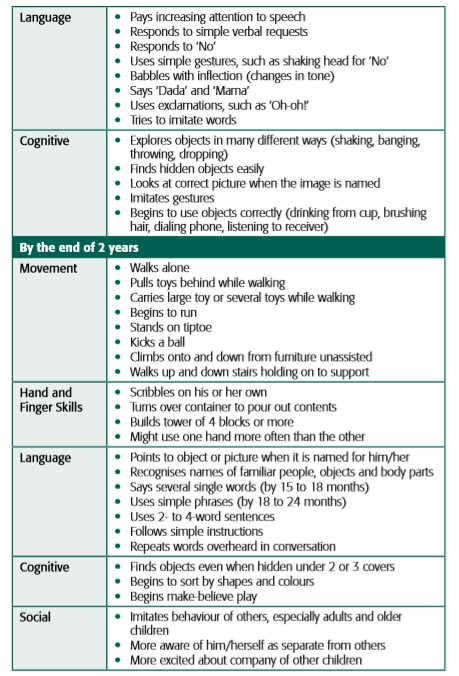 Language
• Pays increasing attention to speech
• Responds to simple verbal requests
• Responds to 'No'
• Uses simple gestures, such as shaking head for 'No'
• Babbles with inflection (changes in tone)
• Says 'Dada' and 'Mama'
• Uses exclamations, such as 'Oh-oh!'
• Tries to imitate words
Cognitive
• Explores objects in many different ways (shaking, banging,
throwing, dropping)
• Finds hidden objects easily
• Looks at correct picture when the image is named
• Imitates gestures
• Begins to use objects correctly (drinking from cup, brushing
hair, dialing phone, listening to receiver)
By the end of 2 years
Movement
• Walks alone
• Pulls toys behind while walking
• Carries large toy or several toys while walking
• Begins to run
• Stands on tiptoe
• Kicks a ball
• Climbs onto and down from furniture unassisted
• Walks up and down stairs holding on to support
Hand and
Finger Skills
• Scribbles on his or her own
• Turns over container to pour out contents
• Builds tower of 4 blocks or more
• Might use one hand more often than the other
Language
• Points to object or picture when it is named for him/her
• Recognises names of familiar people, objects and body parts
• Says several single words (by 15 to 18 months)
• Uses simple phrases (by 18 to 24 months)
• Uses 2- to 4-word sentences
• Follows simple instructions
• Repeats words overheard in conversation
Cognitive
• Finds objects even when hidden under 2 or 3 covers
• Begins to sort by shapes and colours
• Begins make-believe play
Social
• Imitates behaviour of others, especially adults and older
children
• More aware of him/herself as separate from others
• More excited about company of other children